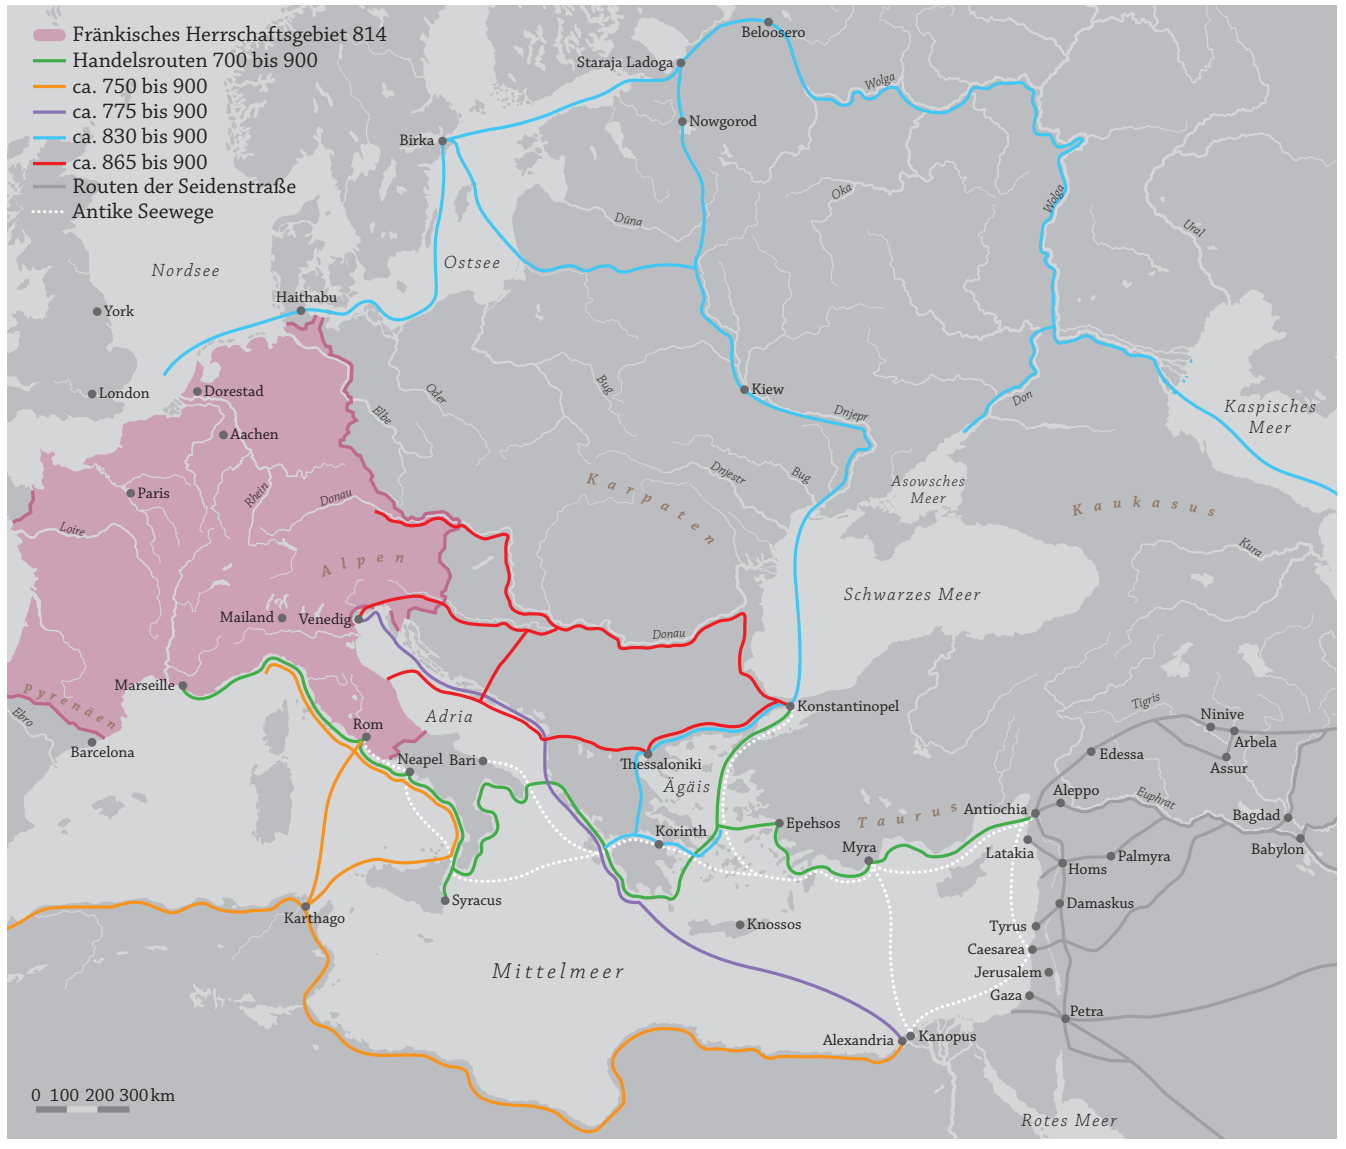 Fränkisches Herrschaftsgebiet 814
Handelsrouten 700 bis 900
ca. 750 bis 900
ca. 775 bis 900
ca. 830 bis 900
ca. 865 bis 900
Routen der Seidenstraße
Antike Seewege
Beloosero
Staraja Ladoga
Wolga
Nowgorod
Birka
Oka
Wolga
Düna
Ural
Nordsee
Ostsee
Haithabu
York
London
Dorestad
Oder
Bug
Kiew
Don
Kaspisches
Meer
Elbe
Dnjepr
Aachen
Paris
Rhein
Donau
Dnjestr
Bug
Asowsches
Meer
Karpaten
Kaukasus
Loire
Alpen
Kura
Schwarzes Meer
Mailand
Venedig
Donau
Marseille
Pyrenäen
Ebro
Barcelona
Rom
Adria
Konstantinopel
Tigris
Ninive
Arbela
Assur
Edessa
Neapel
Bari
Thessaloniki
Ägäis
Aleppo
Euphrat
Antiochia
Bagdad
Babylon
Epehsos
Taurus
Korinth
Myra
Latakia
Homs
Palmyra
Syracus
Karthago
Knossos
Damaskus
Tyrus
Caesarea
Jerusalem
Gaza
Petra
Mittelmeer
Alexandria
Kanopus
0 100 200 300 km
Rotes Meer